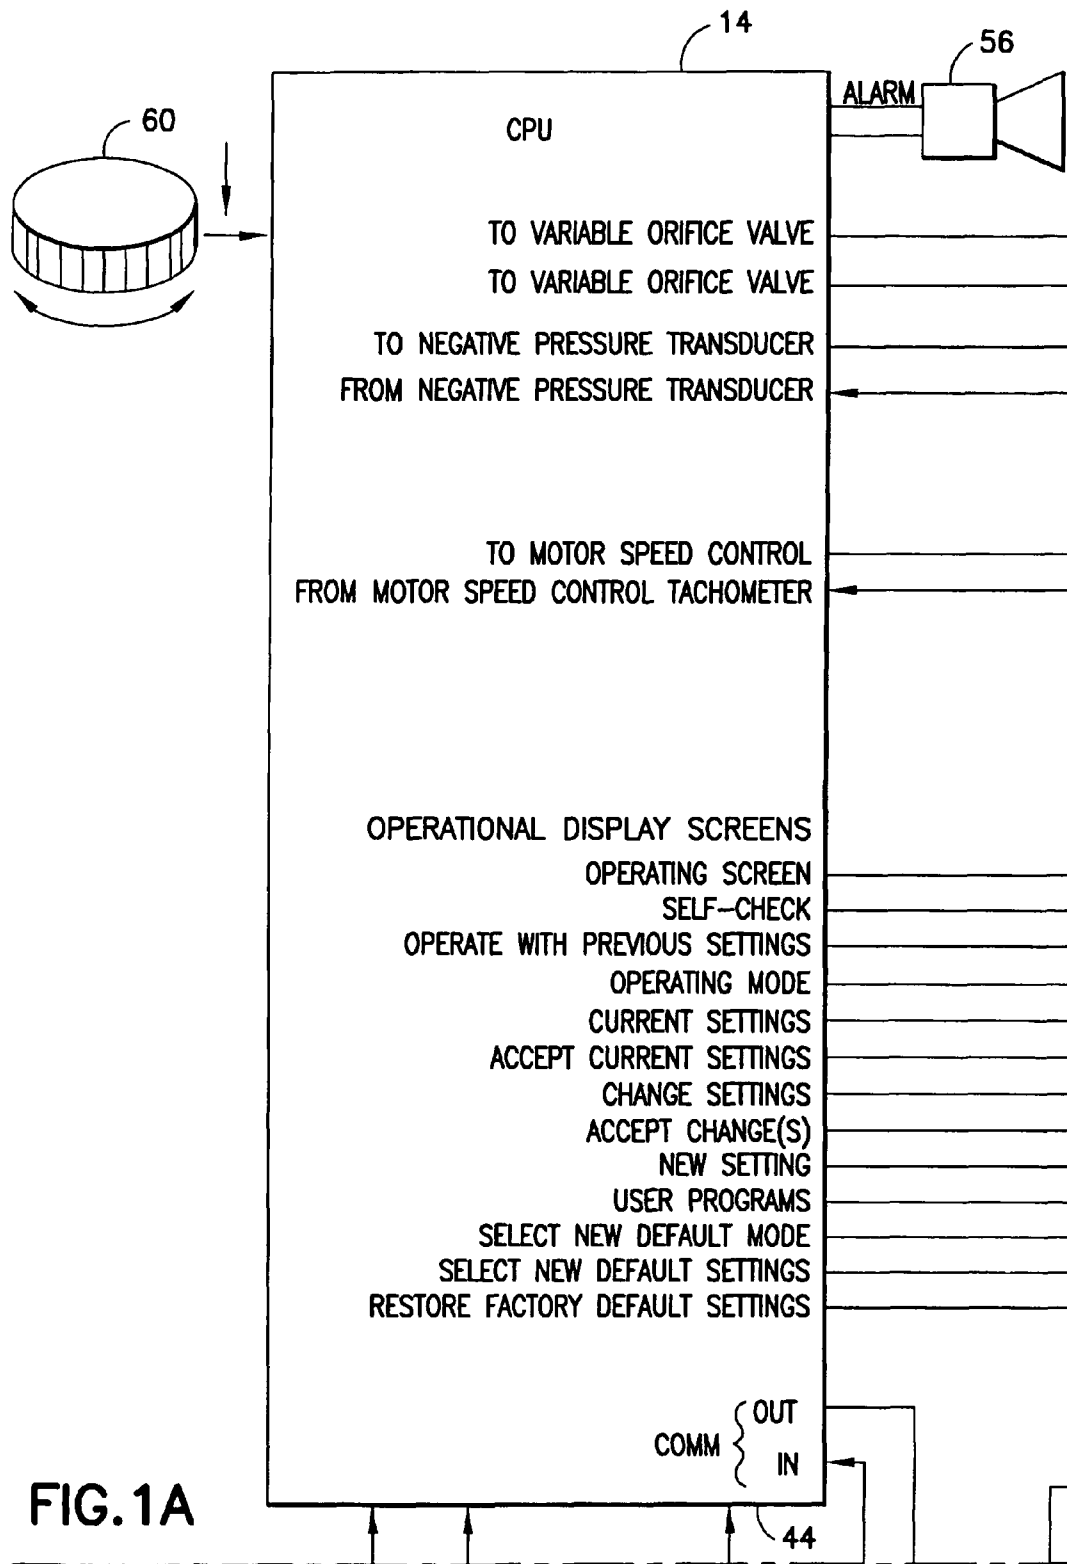 14
56
ALARM
60
CPU
TO VARIABLE ORIFICE VALVE
TO VARIABLE ORIFICE VALVE
TO NEGATIVE PRESSURE TRANSDUCER
FROM NEGATIVE PRESSURE TRANSDUCER
TO MOTOR SPEED CONTROL
FROM MOTOR SPEED CONTROL TACHOMETER
OPERATIONAL DISPLAY SCREENS
OPERATING SCREEN
SELF-CHECK
OPERATE WITH PREVIOUS SETTINGS
OPERATING MODE
CURRENT SETTINGS
ACCEPT CURRENT SETTINGS
CHANGE SETTINGS
ACCEPT CHANGE(S)
NEW SETTING
USER PROGRAMS
SELECT NEW DEFAULT MODE
SELECT NEW DEFAULT SETTINGS
RESTORE FACTORY DEFAULT SETTINGS
OUT
COMM
IN
FIG.1A
44